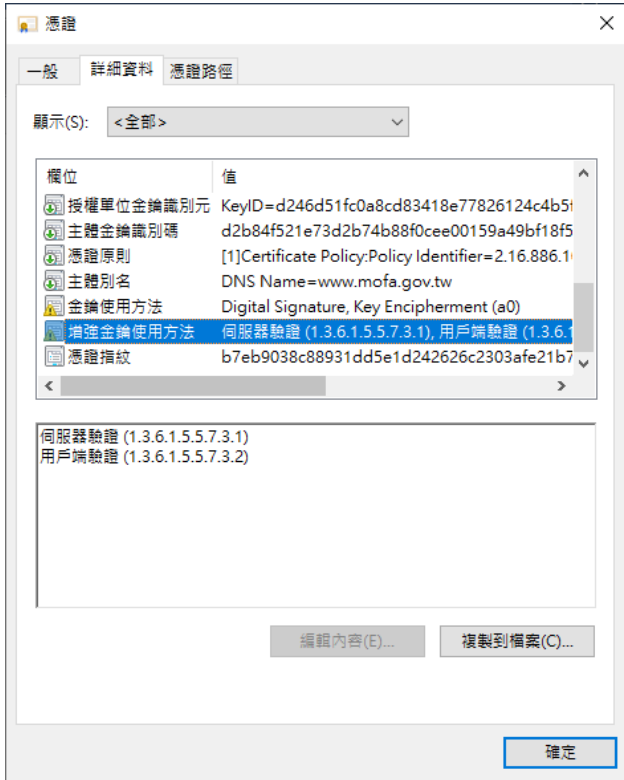 憑證
一般 詳細資料 憑證路徑
顯示(S): <全部>
欄位 值
授權單位金鑰識別元 KeyID=d246d51fc0a8cd83418e77826124c4b5f
主體金鑰識別碼 d2b84f521e73d2b74b88f0cee00159a49bf18f5
憑證原則 [1]Certificate Policy:Policy Identifier=2.16.886.1
主體別名 DNS Name=www.mofa.gov.tw
金鑰使用方法 Digital Signature, Key Encipherment (a0)
增強金鑰使用方法 伺服器驗證 (1.3.6.1.5.5.7.3.1), 用戶端驗證 (1.3.6.1
憑證指紋 b7eb9038c88931dd5e1d242626c2303afe21b7
伺服器驗證 (1.3.6.1.5.5.7.3.1)
用戶端驗證 (1.3.6.1.5.5.7.3.2)
編輯內容(E)... 複製到檔案(C)...
確定